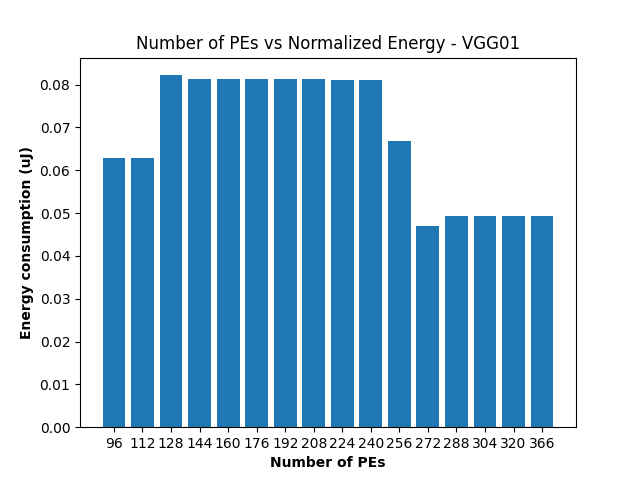 Number of PEs vs Normalized Energy - VGG01
Energy consumption (uJ)
0.08
0.07
0.06
0.05
0.04
0.03
0.02
0.01
0.00
96 112 128 144 160 176 192 208 224 240 256 272 288 304 320 366
Number of PEs